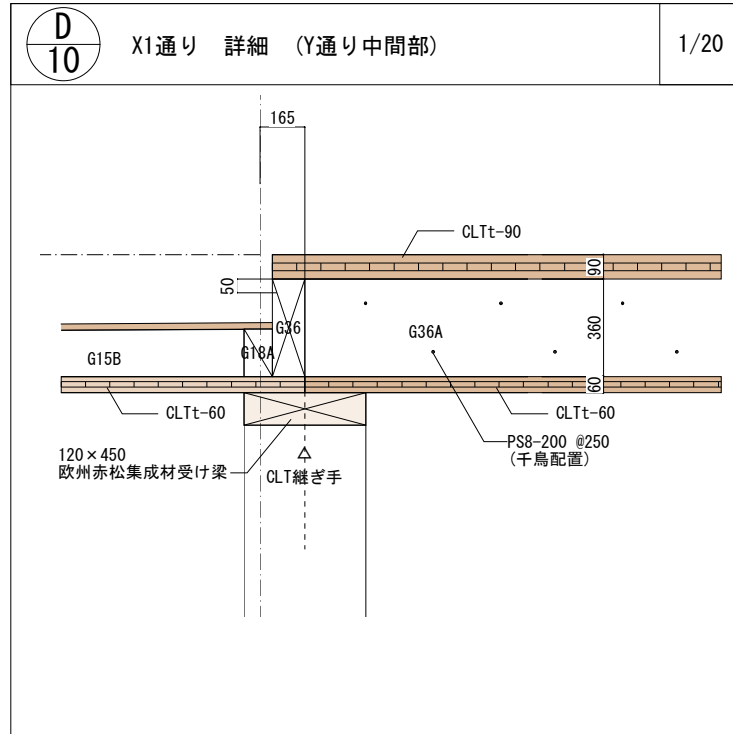 D
10
X1通り 詳細 (Y通り中間部)
1/20
165
CLTt-90
90
50
G36
G36A
360
G18A
G15B
60
CLTt-60
CLTt-60
120×450
欧州赤松集成材受け梁
CLT継ぎ手
PS8-200 @250
(千鳥配置)